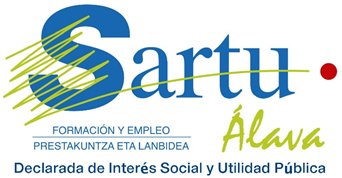 Sartu
FORMACIÓN Y EMPLEO
PRESTAKUNTZA ETA LANBIDEA
Álava
Declarada de Interés Social y Utilidad Pública